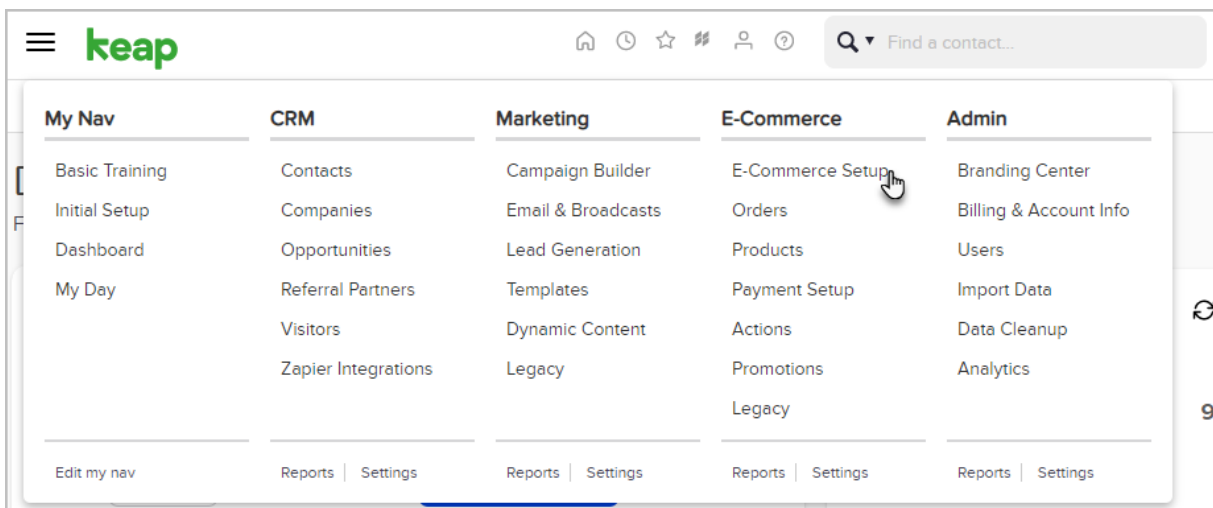 keap
Find a contact...
My Nav
Basic Training
Initial Setup
Dashboard
My Day
Edit my nav
CRM
Contacts
Companies
Opportunities
Referral Partners
Visitors
Zapier Integrations
Reports Settings
Marketing
Campaign Builder
Email & Broadcasts
Lead Generation
Templates
Dynamic Content
Legacy
Reports Settings
E-Commerce
E-Commerce Setup
Orders
Products
Payment Setup
Actions
Promotions
Legacy
Reports Settings
Admin
Branding Center
Billing & Account Info
Users
Import Data
Data Cleanup
Analytics
Reports Settings
9